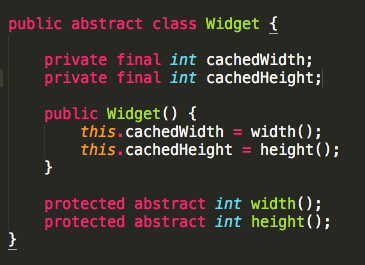 public abstract class Widget {
    private final int cachedWidth;
    private final int cachedHeight;
    public Widget() {
        this.cachedWidth = width();
        this.cachedHeight = height();
    }
    protected abstract int width();
    protected abstract int height();
}